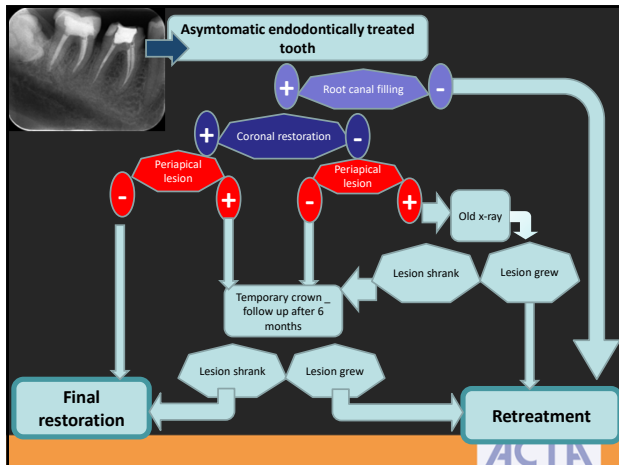 Asymtomatic endodontically treated
tooth
+ Root canal filling -
+ Coronal restoration -
Periapical
lesion
- +
Periapical
lesion
- +
Old x-ray
Lesion shrank
Lesion grew
Temporary crown _
follow up after 6
months
Lesion shrank
Lesion grew
Final
restoration
Retreatment
ACTA